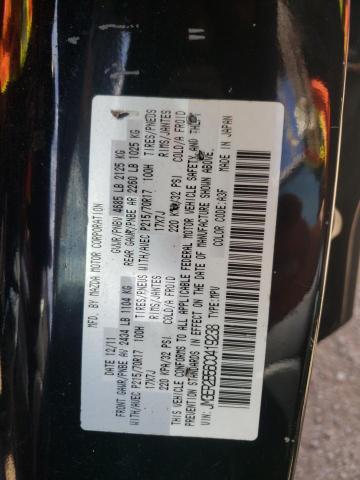 MFD. BY MAZDA MOTOR CORPORATION
DATE 12/11 GVWR/PNBV 4685 LB 2125 KG
FRONT GAWR/PNBE AV 2434 LB 1104 KG REAR GAWR/PNBE AR 2260 LB 1025 KG
WITH/AVEC P215/70R17 100H TIRES/PNEUS WITH/AVEC P215/70R17 100H TIRES/PNEUS
17X7J RIMS/JANTES 17X7J RIMS/JANTES
220 KPA/32 PSI COLD/A FROID 220 KPA/32 PSI COLD/A FROID
THIS VEHICLE CONFORMS TO ALL APPLICABLE FEDERAL MOTOR VEHICLE SAFETY AND THEFT
PREVENTION STANDARDS IN EFFECT ON THE DATE OF MANUFACTURE SHOWN ABOVE.
VIN: TYPE:MPV COLOR CODE:A3F MADE IN JAPAN